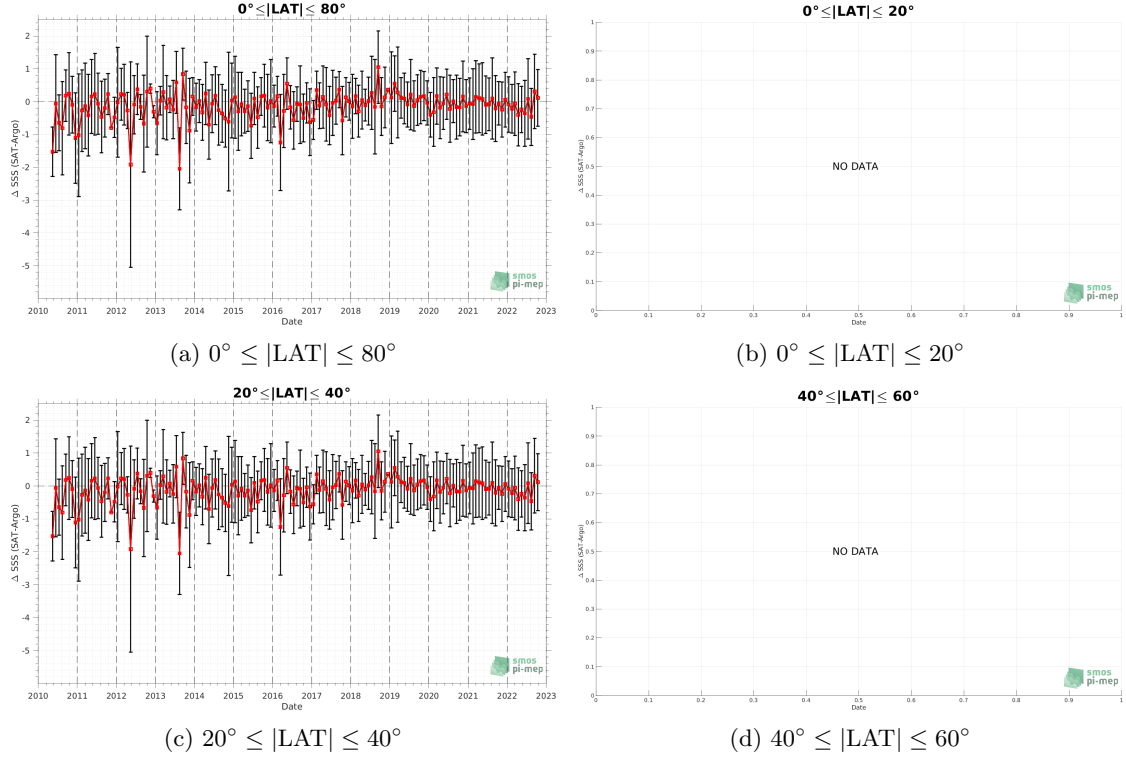 0°≤|LAT|≤ 80°
Δ SSS (SAT-Argo)
2
1
0
-1
-2
-3
-4
-5
2010 2011 2012 2013 2014 2015 2016 2017 2018 2019 2020 2021 2022 2023
Date
smos
pi-mep
(a) 0° ≤ |LAT| ≤ 80°
0°≤|LAT|≤ 20°
Δ SSS (SAT-Argo)
1
0.9
0.8
0.7
0.6
0.5
0.4
0.3
0.2
0.1
0
NO DATA
0 0.1 0.2 0.3 0.4 0.5 0.6 0.7 0.8 0.9 1
Date
smos
pi-mep
(b) 0° ≤ |LAT| ≤ 20°
20°≤|LAT|≤ 40°
Δ SSS (SAT-Argo)
2
1
0
-1
-2
-3
-4
-5
2010 2011 2012 2013 2014 2015 2016 2017 2018 2019 2020 2021 2022 2023
Date
smos
pi-mep
(c) 20° ≤ |LAT| ≤ 40°
40°≤|LAT|≤ 60°
Δ SSS (SAT-Argo)
1
0.9
0.8
0.7
0.6
0.5
0.4
0.3
0.2
0.1
0
NO DATA
0 0.1 0.2 0.3 0.4 0.5 0.6 0.7 0.8 0.9 1
Date
smos
pi-mep
(d) 40° ≤ |LAT| ≤ 60°